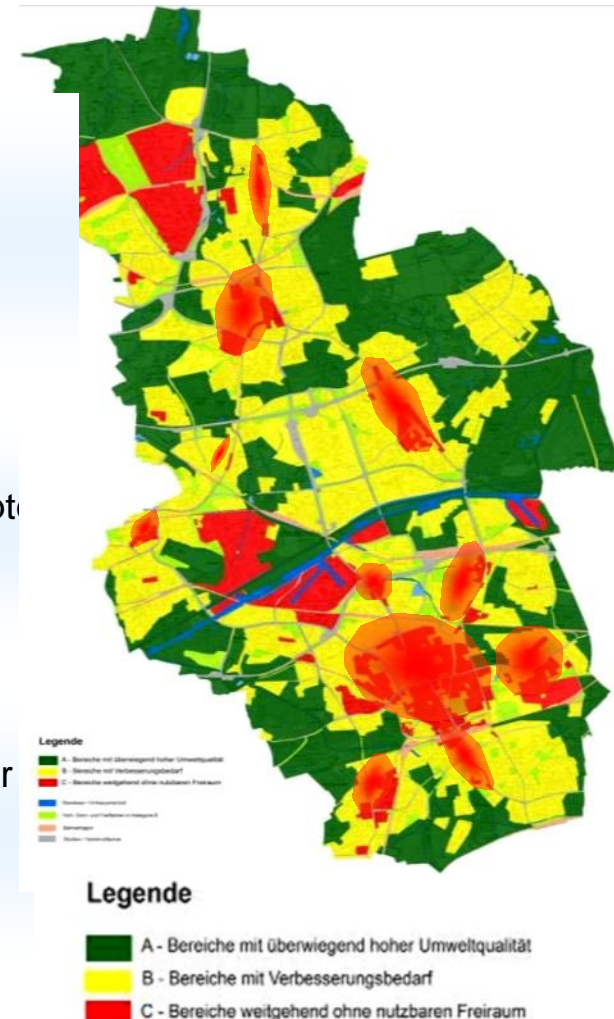 ot
r
Legende
A - Bereiche mit überwiegend hoher Umweltqualität
B - Bereiche mit Verbesserungsbedarf
C - Bereiche weitgehend ohne nutzbaren Freiraum
Legende
A - Bereiche mit überwiegend hoher Umweltqualität
B - Bereiche mit Verbesserungsbedarf
C - Bereiche weitgehend ohne nutzbaren Freiraum